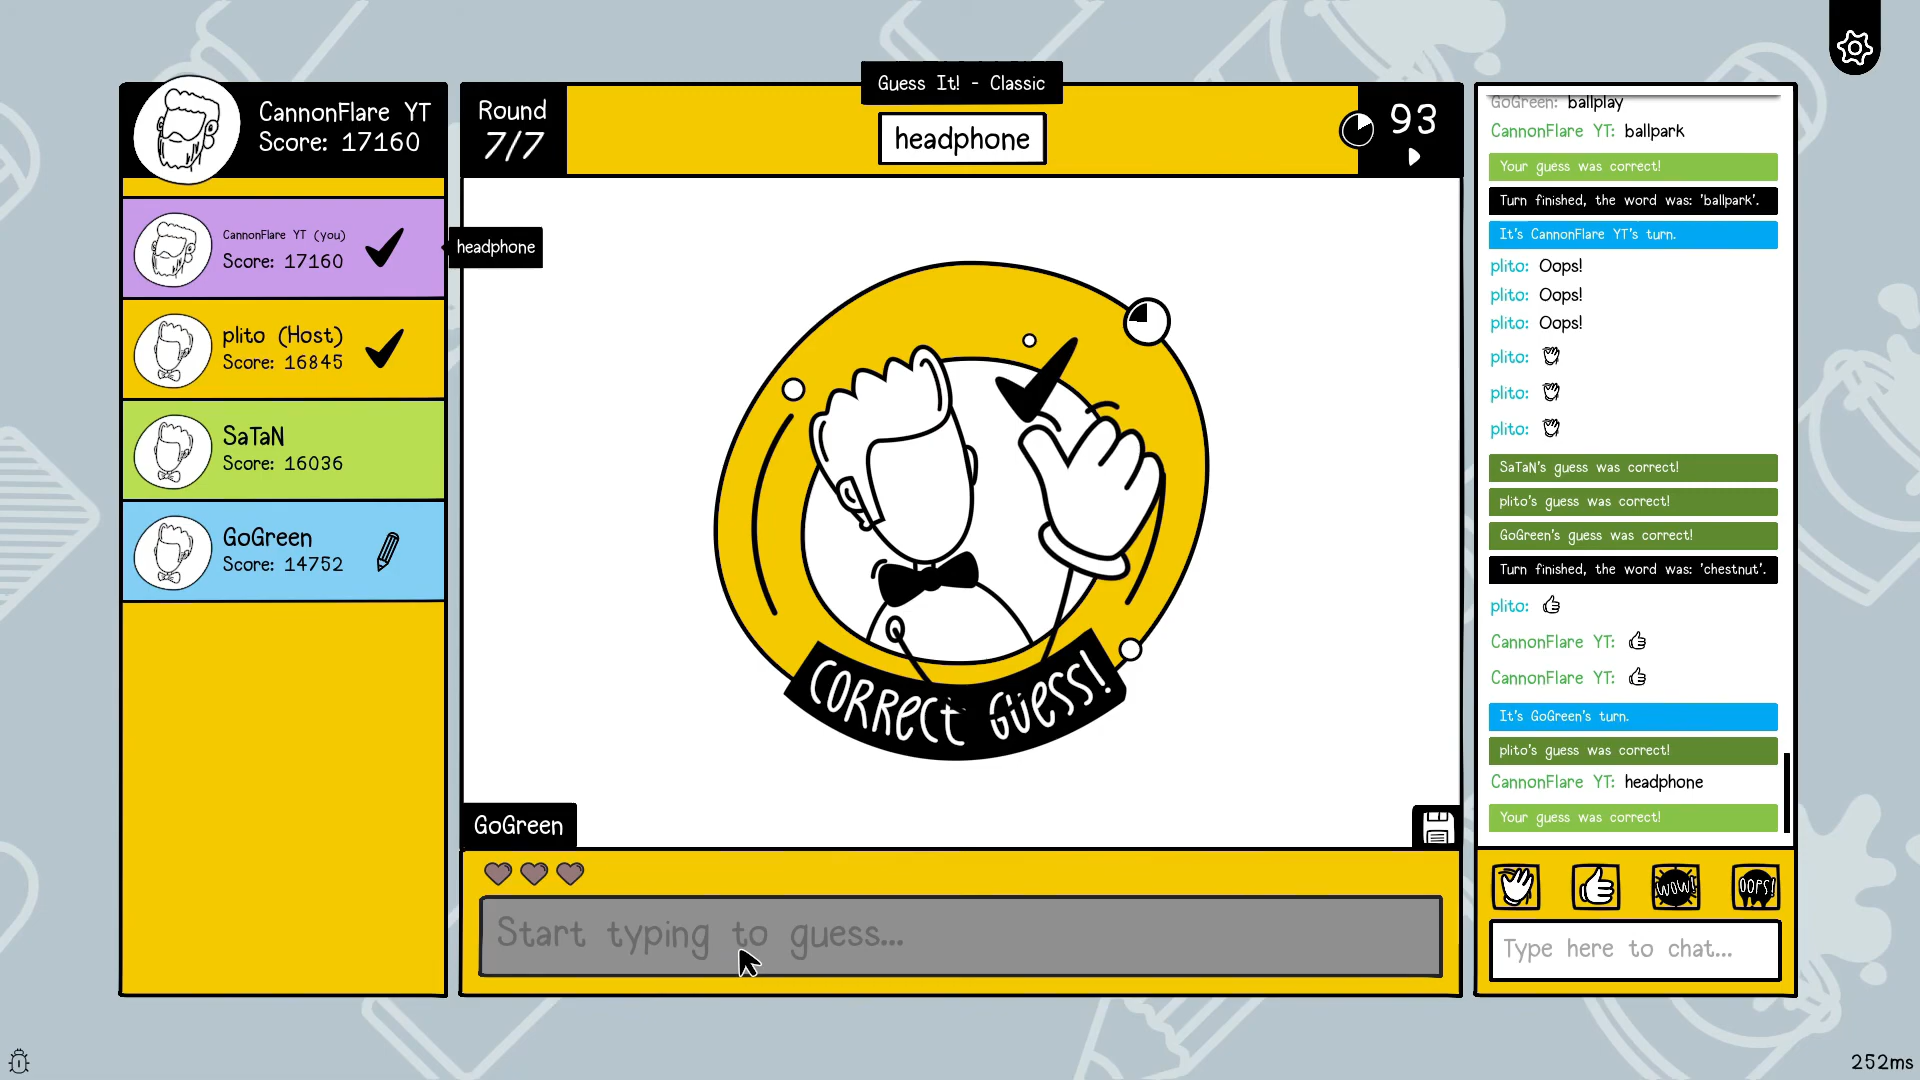 CannonFlare YT
Score: 17160
CannonFlare YT (you)
Score: 17160
headphone
plito (Host)
Score: 16845
SaTaN
Score: 16036
GoGreen
Score: 14752
Round
7/7
Guess It! - Classic
headphone
93
CORRECT GUESS!
GoGreen
Start typing to guess...
GoGreen: ballplay
CannonFlare YT: ballpark
Your guess was correct!
Turn finished, the word was: 'ballpark'.
It's CannonFlare YT's turn.
plito: Oops!
plito: Oops!
plito: Oops!
plito:
plito:
plito:
SaTaN's guess was correct!
plito's guess was correct!
GoGreen's guess was correct!
Turn finished, the word was: 'chestnut'.
plito:
CannonFlare YT:
CannonFlare YT:
It's GoGreen's turn.
plito's guess was correct!
CannonFlare YT: headphone
Your guess was correct!
WOW!
OOPS!
Type here to chat...
252ms